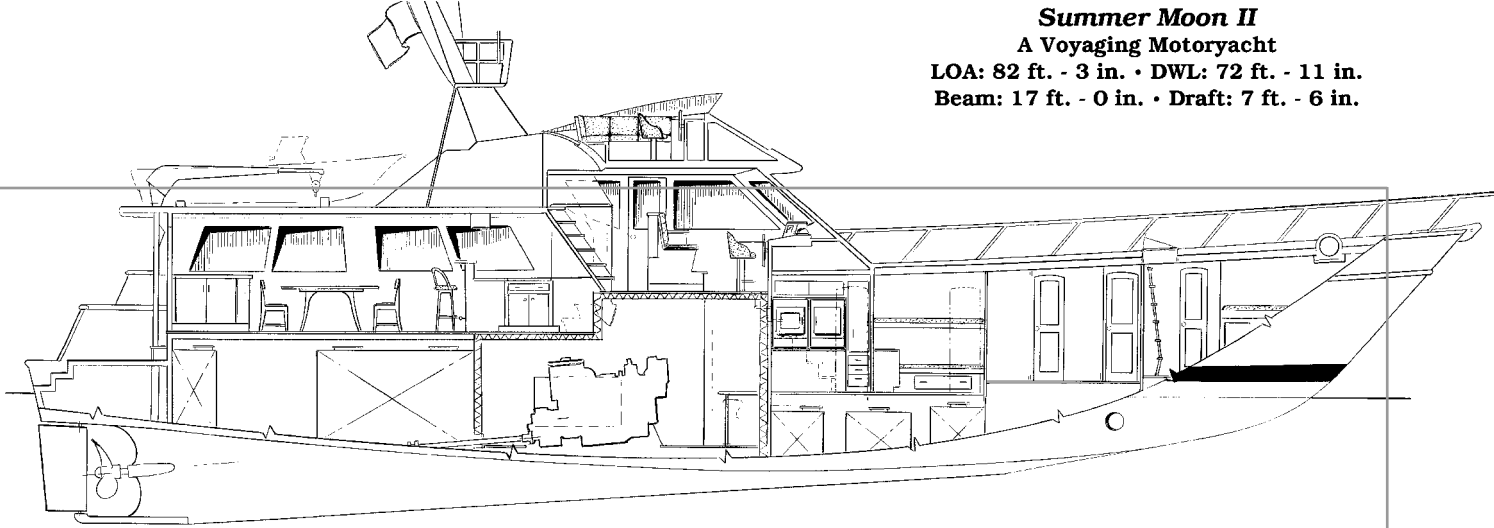 Summer Moon II
A Voyaging Motoryacht
LOA: 82 ft. - 3 in. • DWL: 72 ft. - 11 in.
Beam: 17 ft. - 0 in. • Draft: 7 ft. - 6 in.